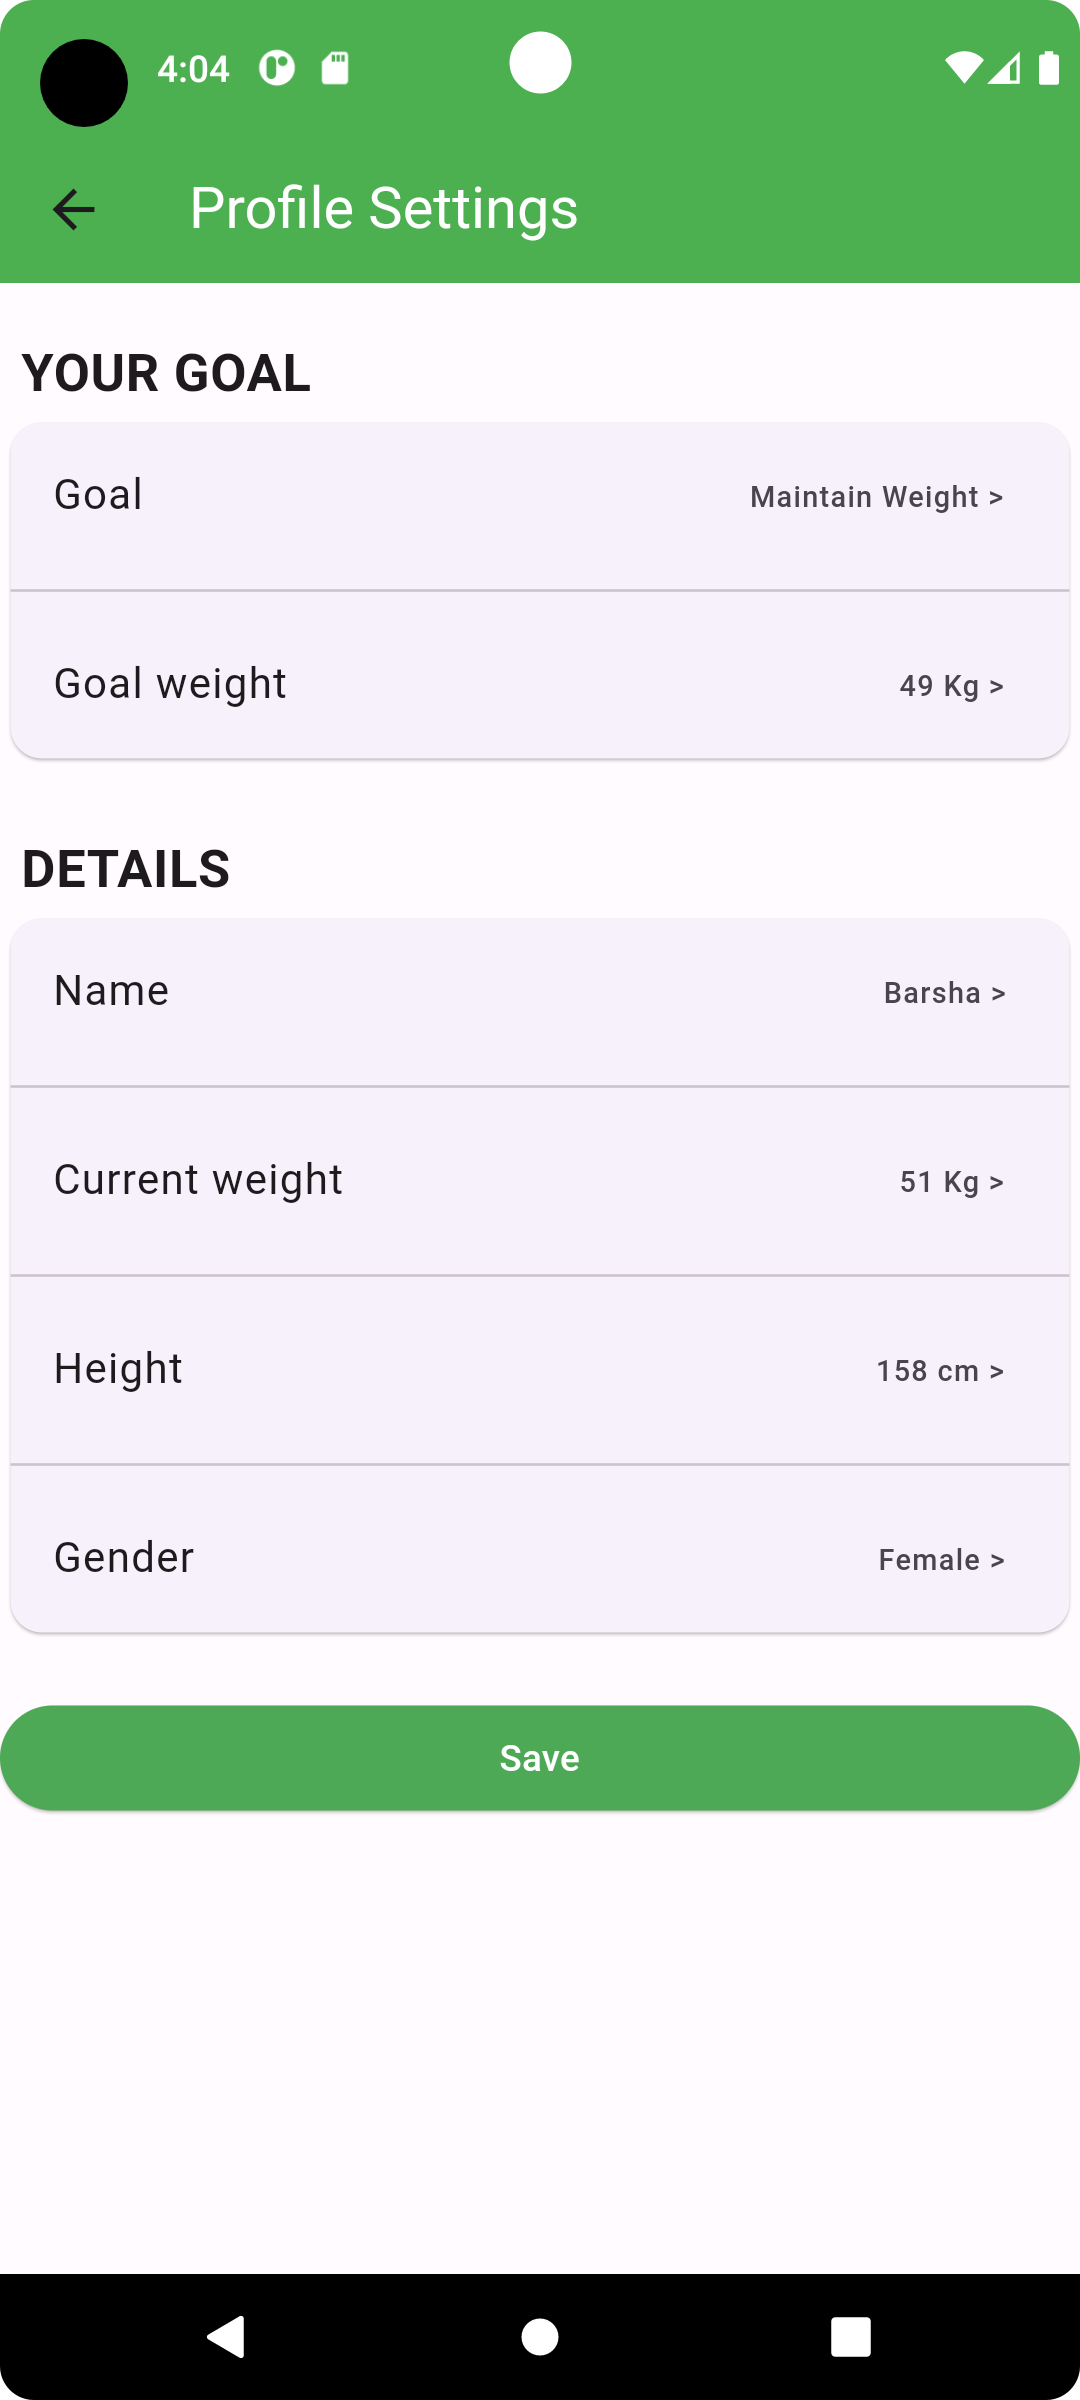 4:04
Profile Settings
YOUR GOAL
Goal Maintain Weight >
Goal weight 49 Kg >
DETAILS
Name Barsha >
Current weight 51 Kg >
Height 158 cm >
Gender Female >
Save